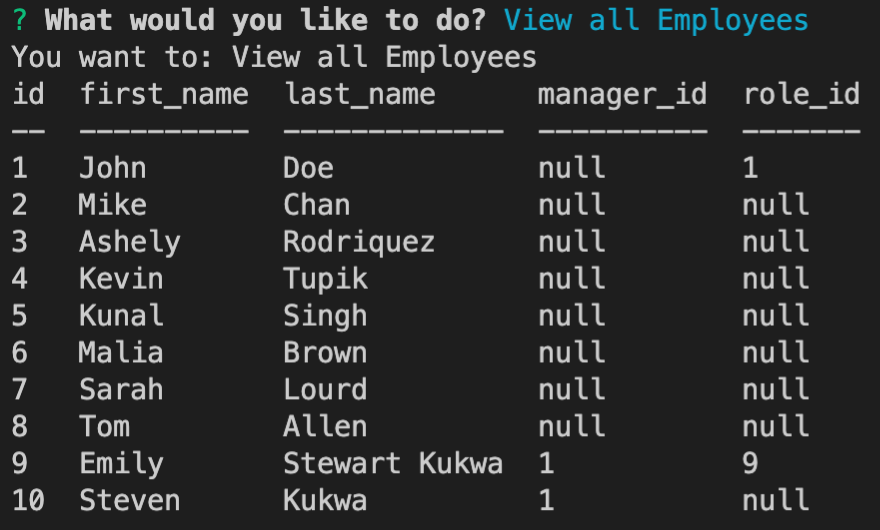 ? What would you like to do? View all Employees
You want to: View all Employees
id  first_name  last_name      manager_id  role_id
--  ----------  -------------  ----------  -------
1   John        Doe            null        1
2   Mike        Chan           null        null
3   Ashely      Rodriquez      null        null
4   Kevin       Tupik          null        null
5   Kunal       Singh          null        null
6   Malia       Brown          null        null
7   Sarah       Lourd          null        null
8   Tom         Allen          null        null
9   Emily       Stewart Kukwa  1           9
10  Steven      Kukwa          1           null